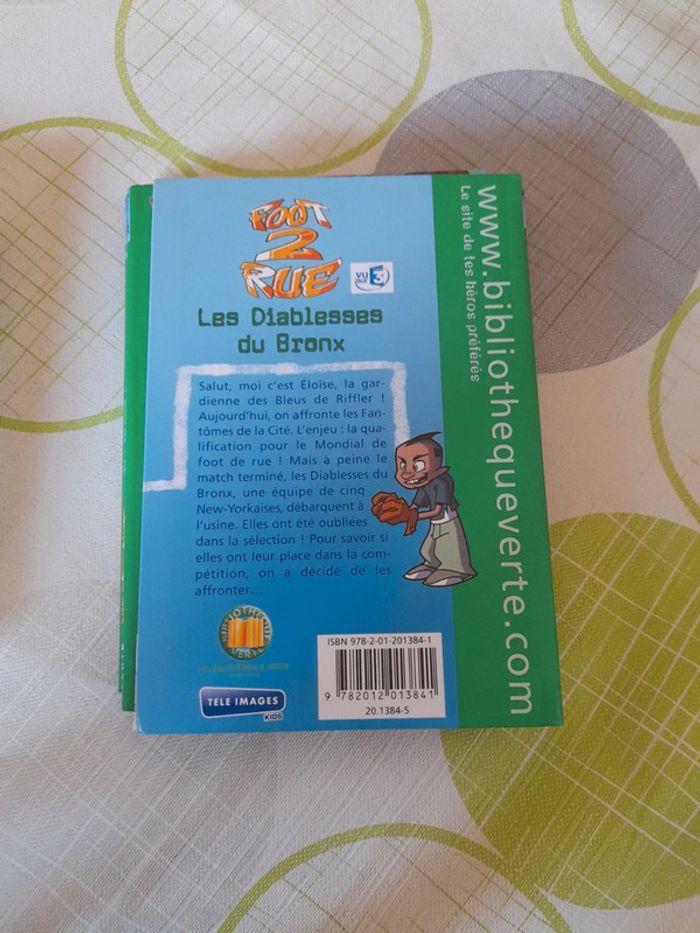 FOOT
2
RUE
vu
sur
3
Les Diablesses
du Bronx
Salut, moi c'est Éloïse, la gar-
dienne des Bleus de Riffler !
Aujourd'hui, on affronte les Fan-
tômes de la Cité. L'enjeu : la qua-
lification pour le Mondial de
foot de rue ! Mais à peine le
match terminé, les Diablesses du
Bronx, une équipe de cinq
New-Yorkaises, débarquent à
l'usine. Elles ont été oubliées
dans la sélection ! Pour savoir si
elles ont leur place dans la com-
pétition, on a décidé de les
affronter...
BIBLIOTHÈQUE
VERTE
TELE IMAGES
KIDS
ISBN 978-2-01-201384-1
9 782012 013841
20.1384-5
www.bibliothequeverte.com
Le site de tes héros préférés